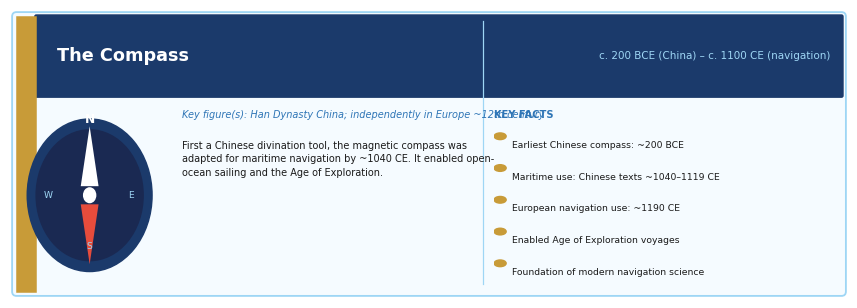 The Compass
c. 200 BCE (China) – c. 1100 CE (navigation)
Key figure(s): Han Dynasty China; independently in Europe ~12th century
First a Chinese divination tool, the magnetic compass was
adapted for maritime navigation by ~1040 CE. It enabled open-
ocean sailing and the Age of Exploration.
N
W
E
S
KEY FACTS
Earliest Chinese compass: ~200 BCE
Maritime use: Chinese texts ~1040–1119 CE
European navigation use: ~1190 CE
Enabled Age of Exploration voyages
Foundation of modern navigation science